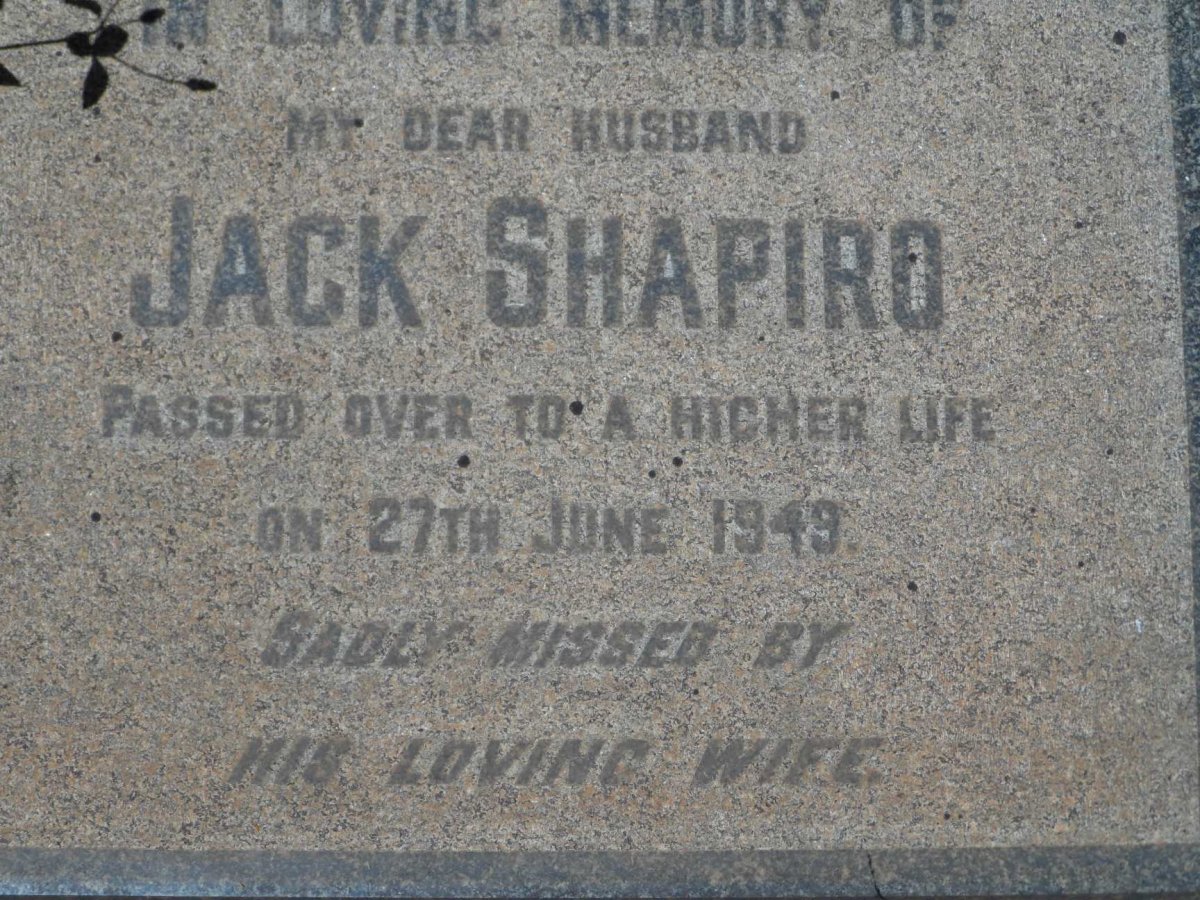 IN LOVING MEMORY OF
MY DEAR HUSBAND
JACK SHAPIRO
PASSED OVER TO A HIGHER LIFE
ON 27TH JUNE 1949.
SADLY MISSED BY
HIS LOVING WIFE.